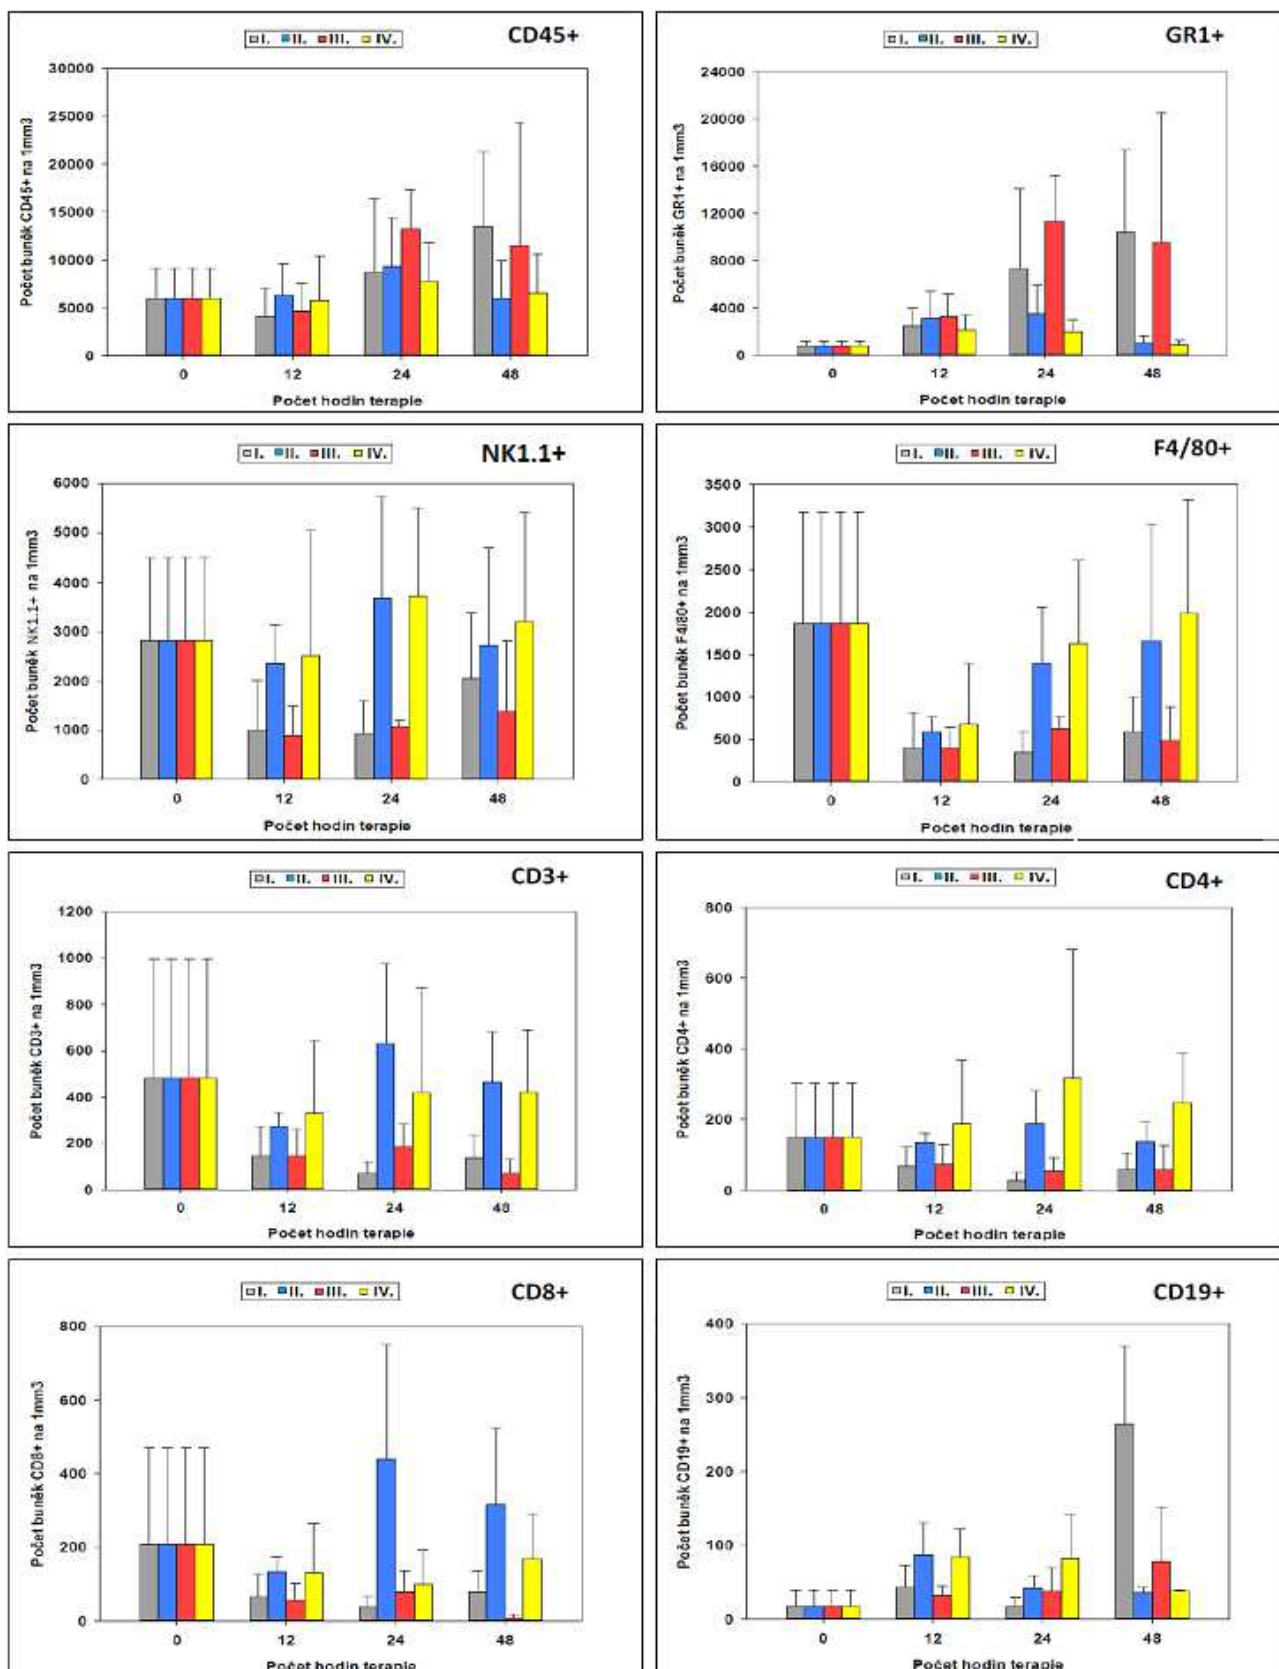 I. II. III. IV. CD45+
Počet buněk CD45+ na 1mm3
30000
25000
20000
15000
10000
5000
0
0 12 24 48
Počet hodin terapie
I. II. III. IV. GR1+
Počet buněk GR1+ na 1mm3
24000
20000
16000
12000
8000
4000
0
0 12 24 48
Počet hodin terapie
I. II. III. IV. NK1.1+
Počet buněk NK1.1+ na 1mm3
6000
5000
4000
3000
2000
1000
0
0 12 24 48
Počet hodin terapie
I. II. III. IV. F4/80+
Počet buněk F4/80+ na 1mm3
3500
3000
2500
2000
1500
1000
500
0
0 12 24 48
Počet hodin terapie
I. II. III. IV. CD3+
Počet buněk CD3+ na 1mm3
1200
1000
800
600
400
200
0
0 12 24 48
Počet hodin terapie
I. II. III. IV. CD4+
Počet buněk CD4+ na 1mm3
800
600
400
200
0
0 12 24 48
Počet hodin terapie
I. II. III. IV. CD8+
Počet buněk CD8+ na 1mm3
800
600
400
200
0
0 12 24 48
Počet hodin terapie
I. II. III. IV. CD19+
Počet buněk CD19+ na 1mm3
400
300
200
100
0
0 12 24 48
Počet hodin terapie